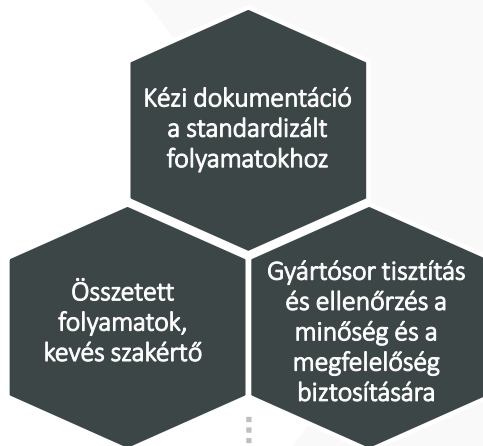 Kézi dokumentáció
a standardizált
folyamatokhoz
Összetett
folyamatok,
kevés szakértő
Gyártósor tisztítás
és ellenőrzés a
minőség és a
megfelelőség
biztosítására